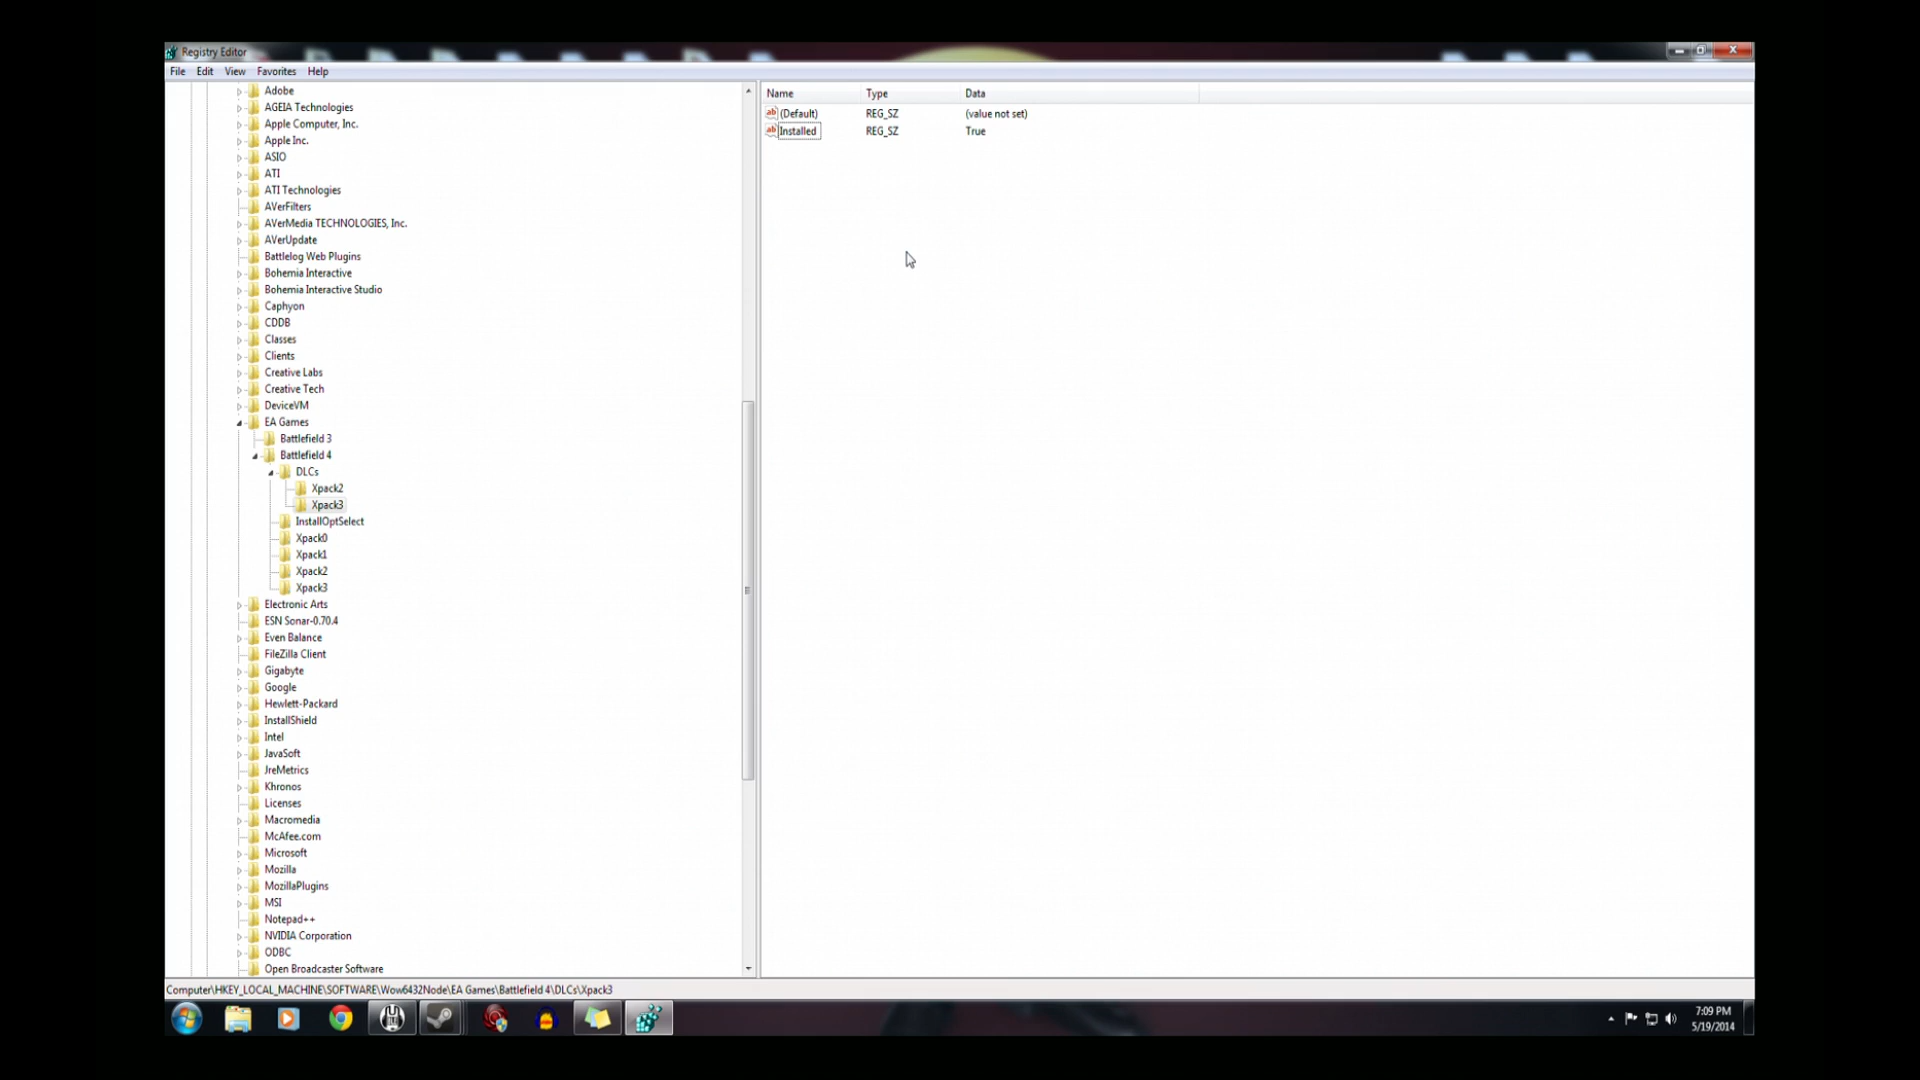 Registry Editor
File Edit View Favorites Help
Adobe
AGEIA Technologies
Apple Computer, Inc.
Apple Inc.
ASIO
ATI
ATI Technologies
AVerFilters
AVerMedia TECHNOLOGIES, Inc.
AVerUpdate
Battlelog Web Plugins
Bohemia Interactive
Bohemia Interactive Studio
Caphyon
CDDB
Classes
Clients
Creative Labs
Creative Tech
DeviceVM
EA Games
Battlefield 3
Battlefield 4
DLCs
Xpack2
Xpack3
InstallOptSelect
Xpack0
Xpack1
Xpack2
Xpack3
Electronic Arts
ESN Sonar-0.70.4
Even Balance
FileZilla Client
Gigabyte
Google
Hewlett-Packard
InstallShield
Intel
JavaSoft
JreMetrics
Khronos
Licenses
Macromedia
McAfee.com
Microsoft
Mozilla
MozillaPlugins
MSI
Notepad++
NVIDIA Corporation
ODBC
Open Broadcaster Software
Name Type Data
ab (Default) REG_SZ (value not set)
ab Installed REG_SZ True
Computer\HKEY_LOCAL_MACHINE\SOFTWARE\Wow6432Node\EA Games\Battlefield 4\DLCs\Xpack3
7:09 PM
5/19/2014